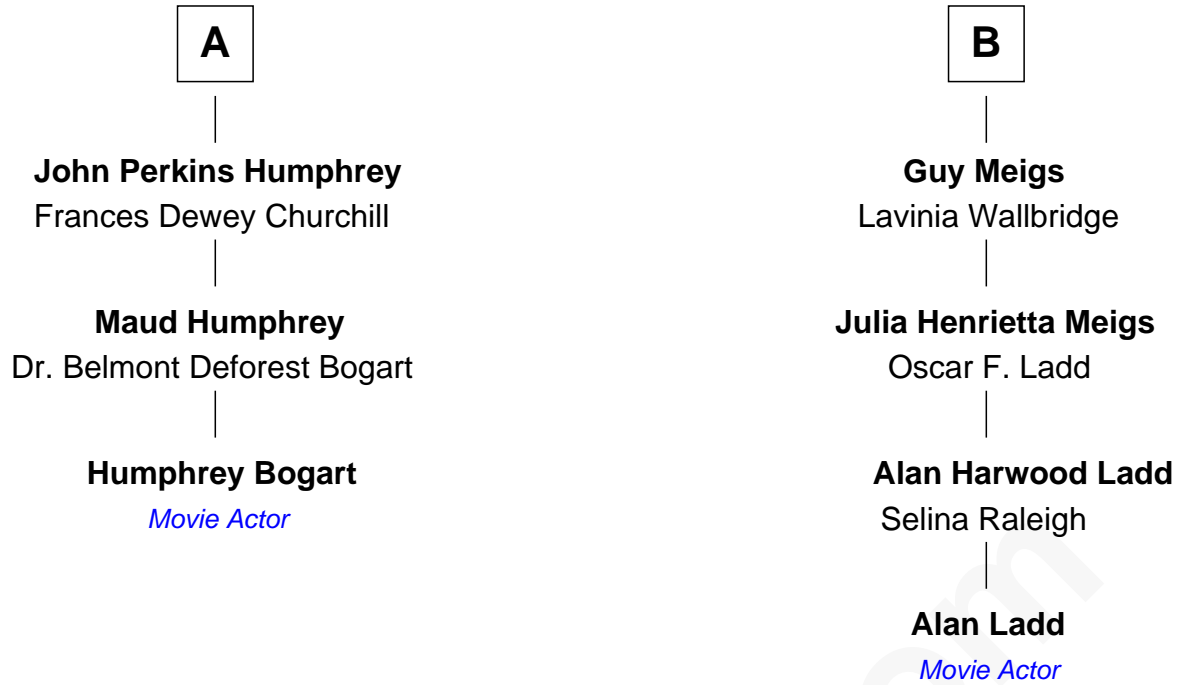 A
John Perkins Humphrey
Frances Dewey Churchill
Maud Humphrey
Dr. Belmont Deforest Bogart
Humphrey Bogart
Movie Actor
B
Guy Meigs
Lavinia Wallbridge
Julia Henrietta Meigs
Oscar F. Ladd
Alan Harwood Ladd
Selina Raleigh
Alan Ladd
Movie Actor
om